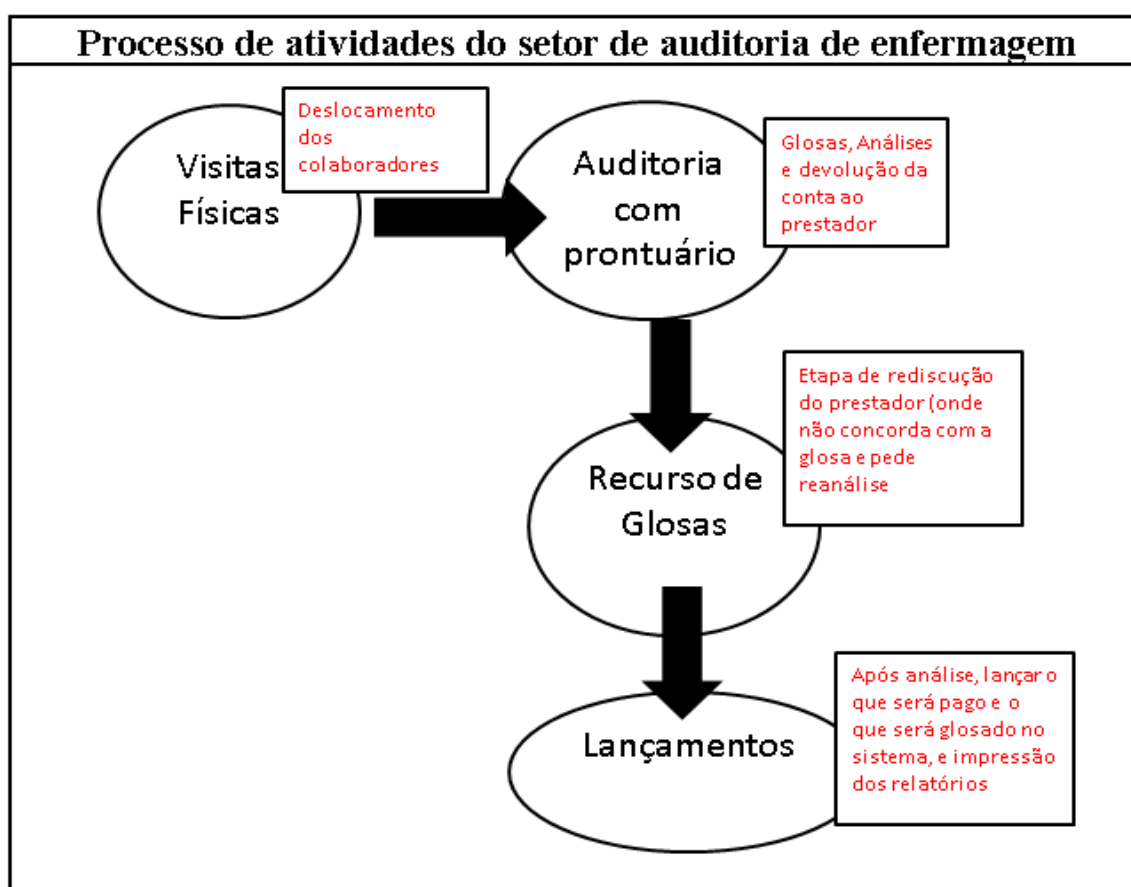 Processo de atividades do setor de auditoria de enfermagem
Visitas
Físicas
Deslocamento
dos
colaboradores
Auditoria
com
prontuário
Glosas, Análises
e devolução da
conta ao
prestador
Recurso de
Glosas
Etapa de rediscução
do prestador (onde
não concorda com a
glosa e pede
reanálise
Lançamentos
Após análise, lançar o
que será pago e o
que será glosado no
sistema, e impressão
dos relatórios